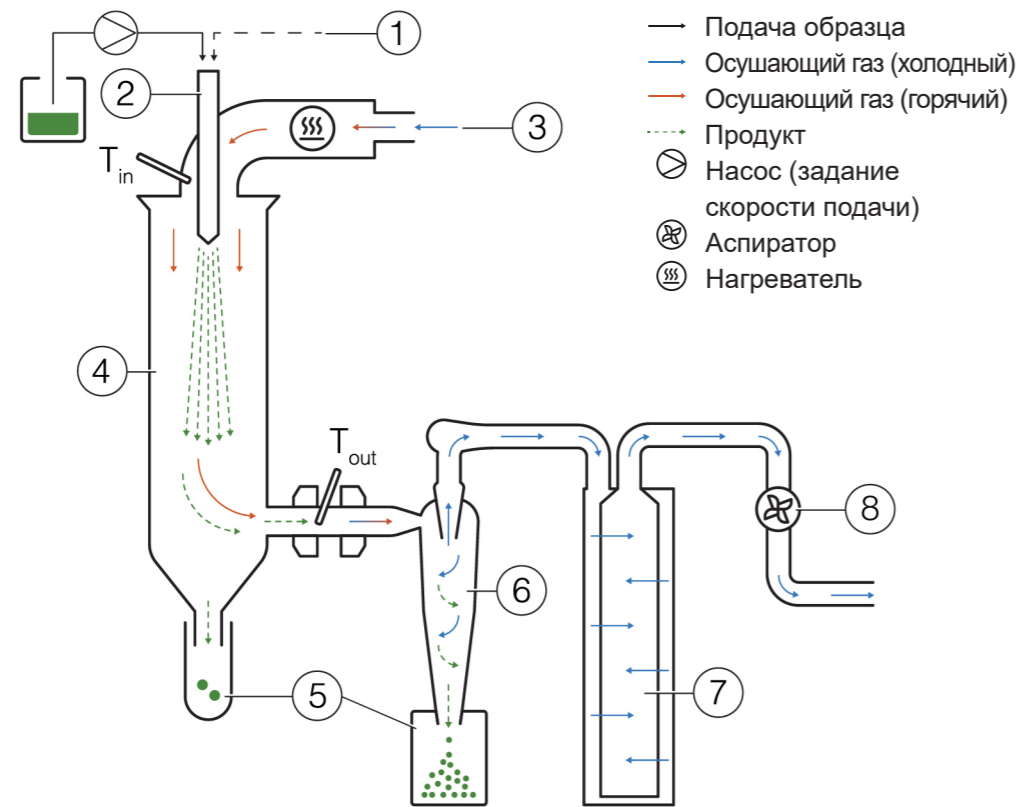 1
2
3
T in
4
T out
5
6
7
8
Подача образца
Осушающий газ (холодный)
Осушающий газ (горячий)
Продукт
Насос (задание
скорости подачи)
Аспиратор
Нагреватель